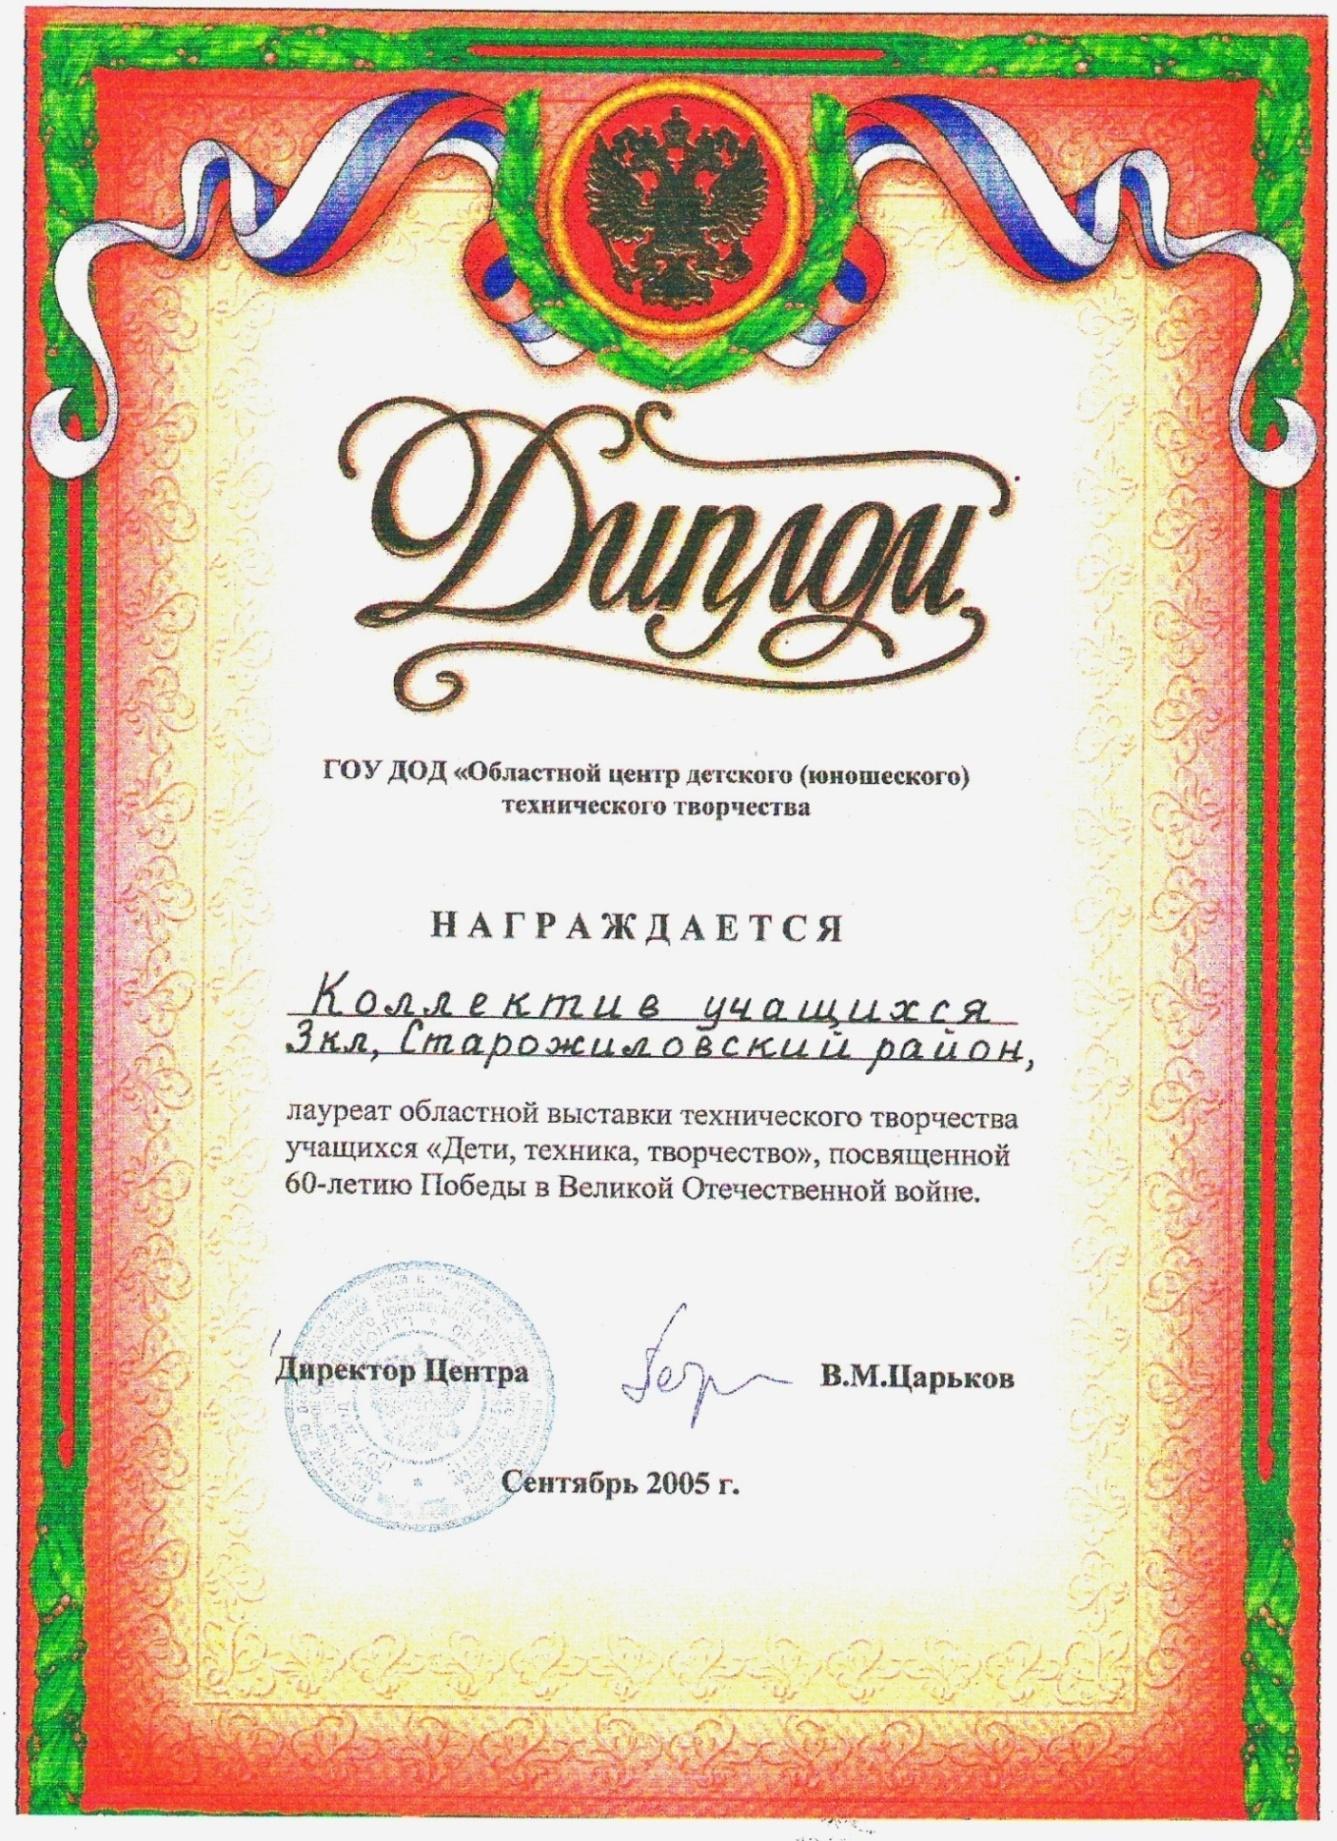 Диплом
ГОУ ДОД «Областной центр детского (юношеского)
технического творчества
НАГРАЖДАЕТСЯ
Коллектив учащихся
3кл, Старожиловский район,
лауреат областной выставки технического творчества
учащихся «Дети, техника, творчество», посвященной
60-летию Победы в Великой Отечественной войне.
Директор Центра В.М.Царьков
Сентябрь 2005 г.